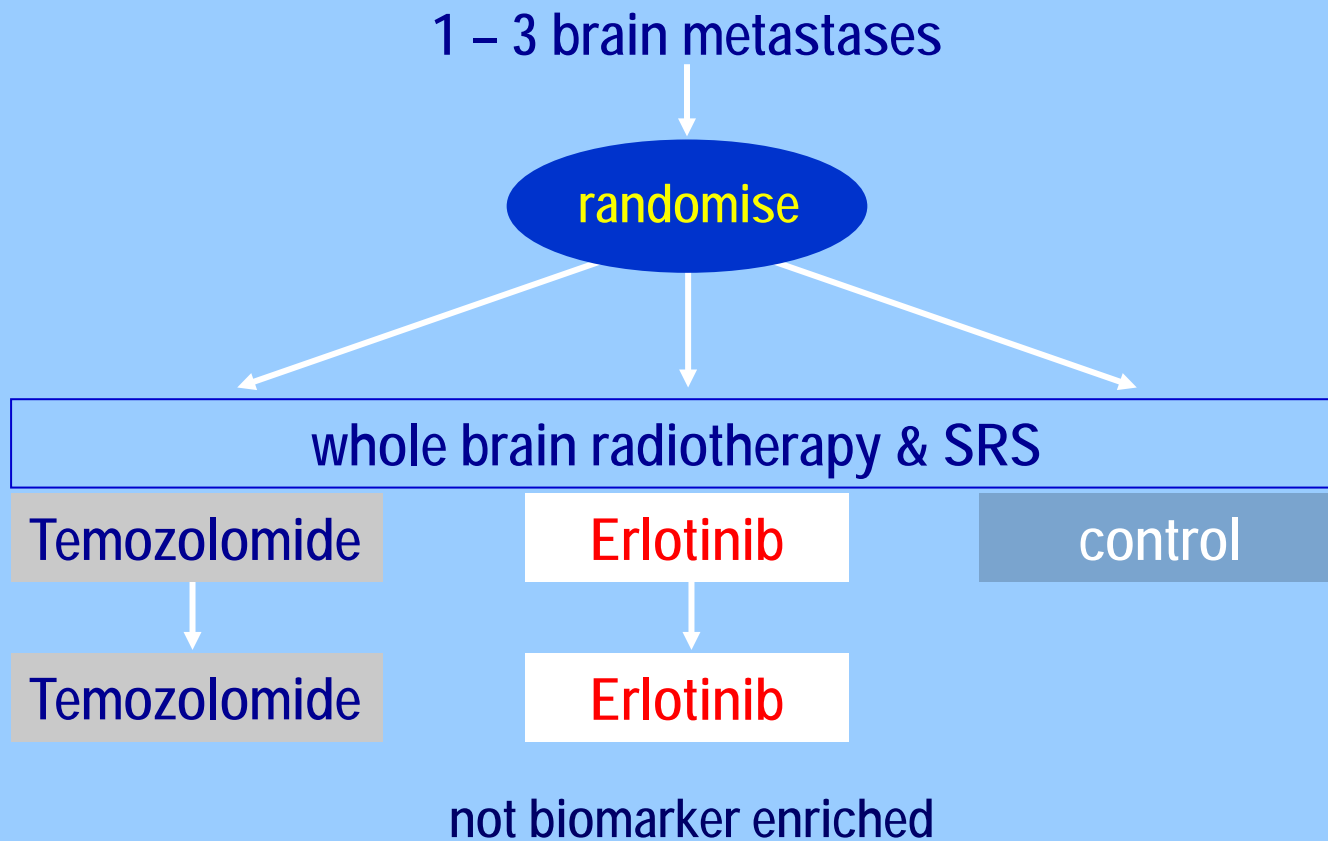 1 – 3 brain metastases
randomise
whole brain radiotherapy & SRS
Temozolomide
Erlotinib
control
Temozolomide
Erlotinib
not biomarker enriched